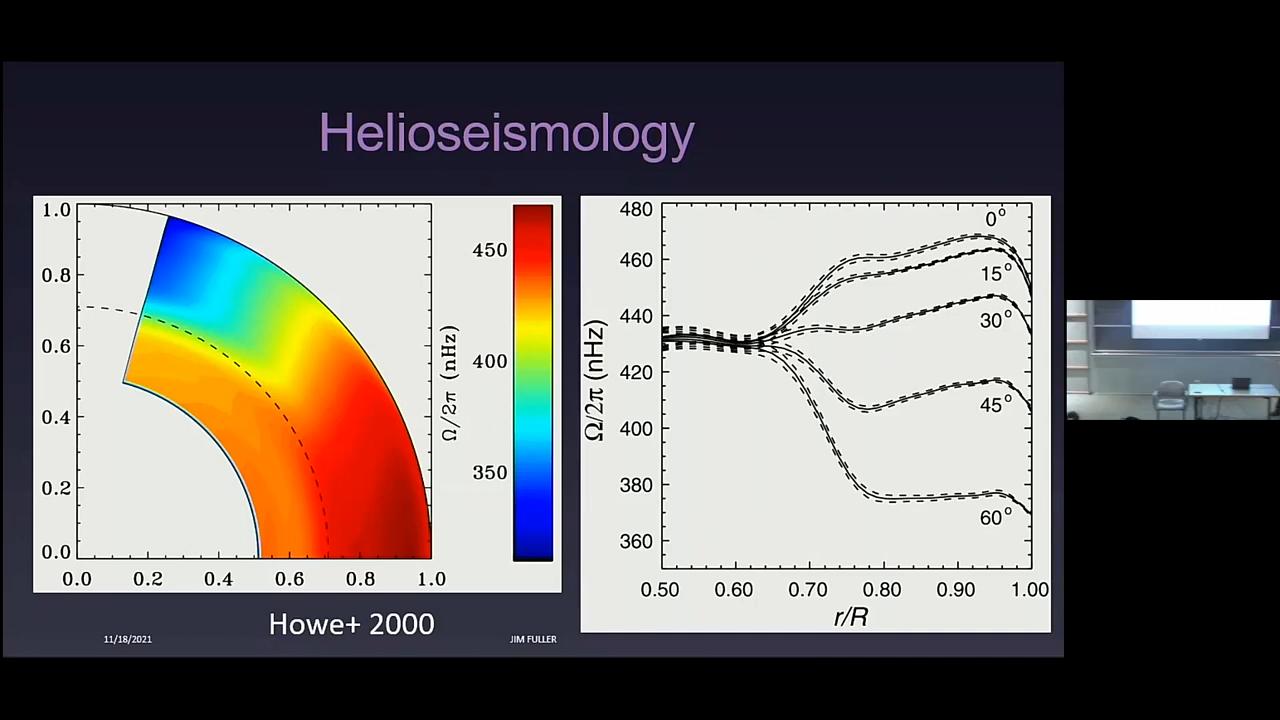 Helioseismology
1.0
0.8
0.6
0.4
0.2
0.0
0.0 0.2 0.4 0.6 0.8 1.0
450
400
350
Ω/2π (nHz)
480
460
440
420
400
380
360
Ω/2π (nHz)
0°
15°
30°
45°
60°
0.50 0.60 0.70 0.80 0.90 1.00
r/R
Howe+ 2000
11/18/2021
JIM FULLER